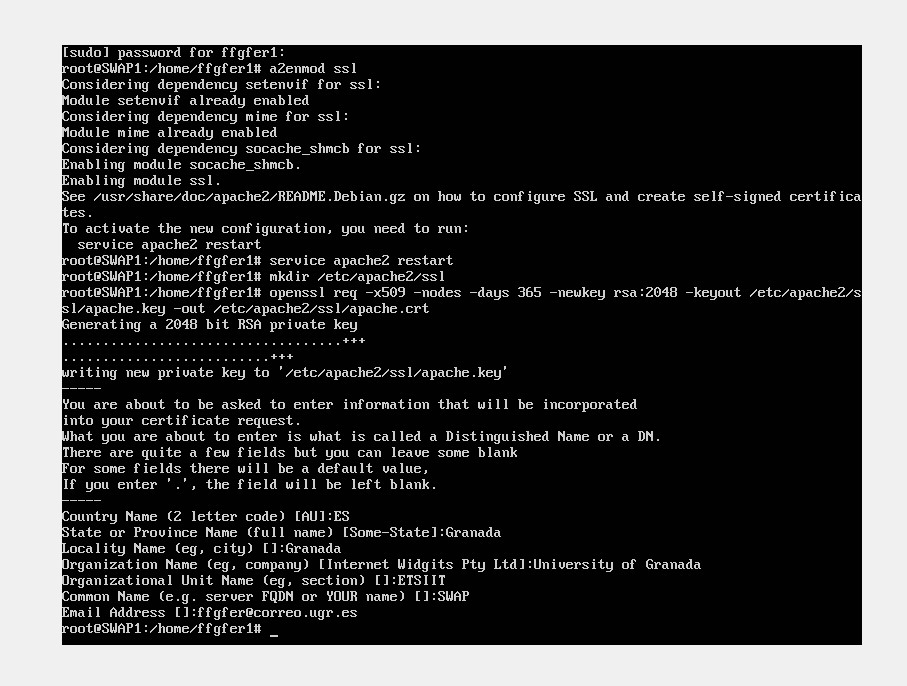 [sudo] password for ffgfer1:
root@SWAP1:/home/ffgfer1# a2enmod ssl
Considering dependency setenvif for ssl:
Module setenvif already enabled
Considering dependency mime for ssl:
Module mime already enabled
Considering dependency socache_shmcb for ssl:
Enabling module socache_shmcb.
Enabling module ssl.
See /usr/share/doc/apache2/README.Debian.gz on how to configure SSL and create self-signed certifica
tes.
To activate the new configuration, you need to run:
  service apache2 restart
root@SWAP1:/home/ffgfer1# service apache2 restart
root@SWAP1:/home/ffgfer1# mkdir /etc/apache2/ssl
root@SWAP1:/home/ffgfer1# openssl req -x509 -nodes -days 365 -newkey rsa:2048 -keyout /etc/apache2/s
sl/apache.key -out /etc/apache2/ssl/apache.crt
Generating a 2048 bit RSA private key
...................................+++
..........................+++
writing new private key to '/etc/apache2/ssl/apache.key'
-----
You are about to be asked to enter information that will be incorporated
into your certificate request.
What you are about to enter is what is called a Distinguished Name or a DN.
There are quite a few fields but you can leave some blank
For some fields there will be a default value,
If you enter '.', the field will be left blank.
-----
Country Name (2 letter code) [AU]:ES
State or Province Name (full name) [Some-State]:Granada
Locality Name (eg, city) []:Granada
Organization Name (eg, company) [Internet Widgits Pty Ltd]:University of Granada
Organizational Unit Name (eg, section) []:ETSIIT
Common Name (e.g. server FQDN or YOUR name) []:SWAP
Email Address []:ffgfer@correo.ugr.es
root@SWAP1:/home/ffgfer1# _